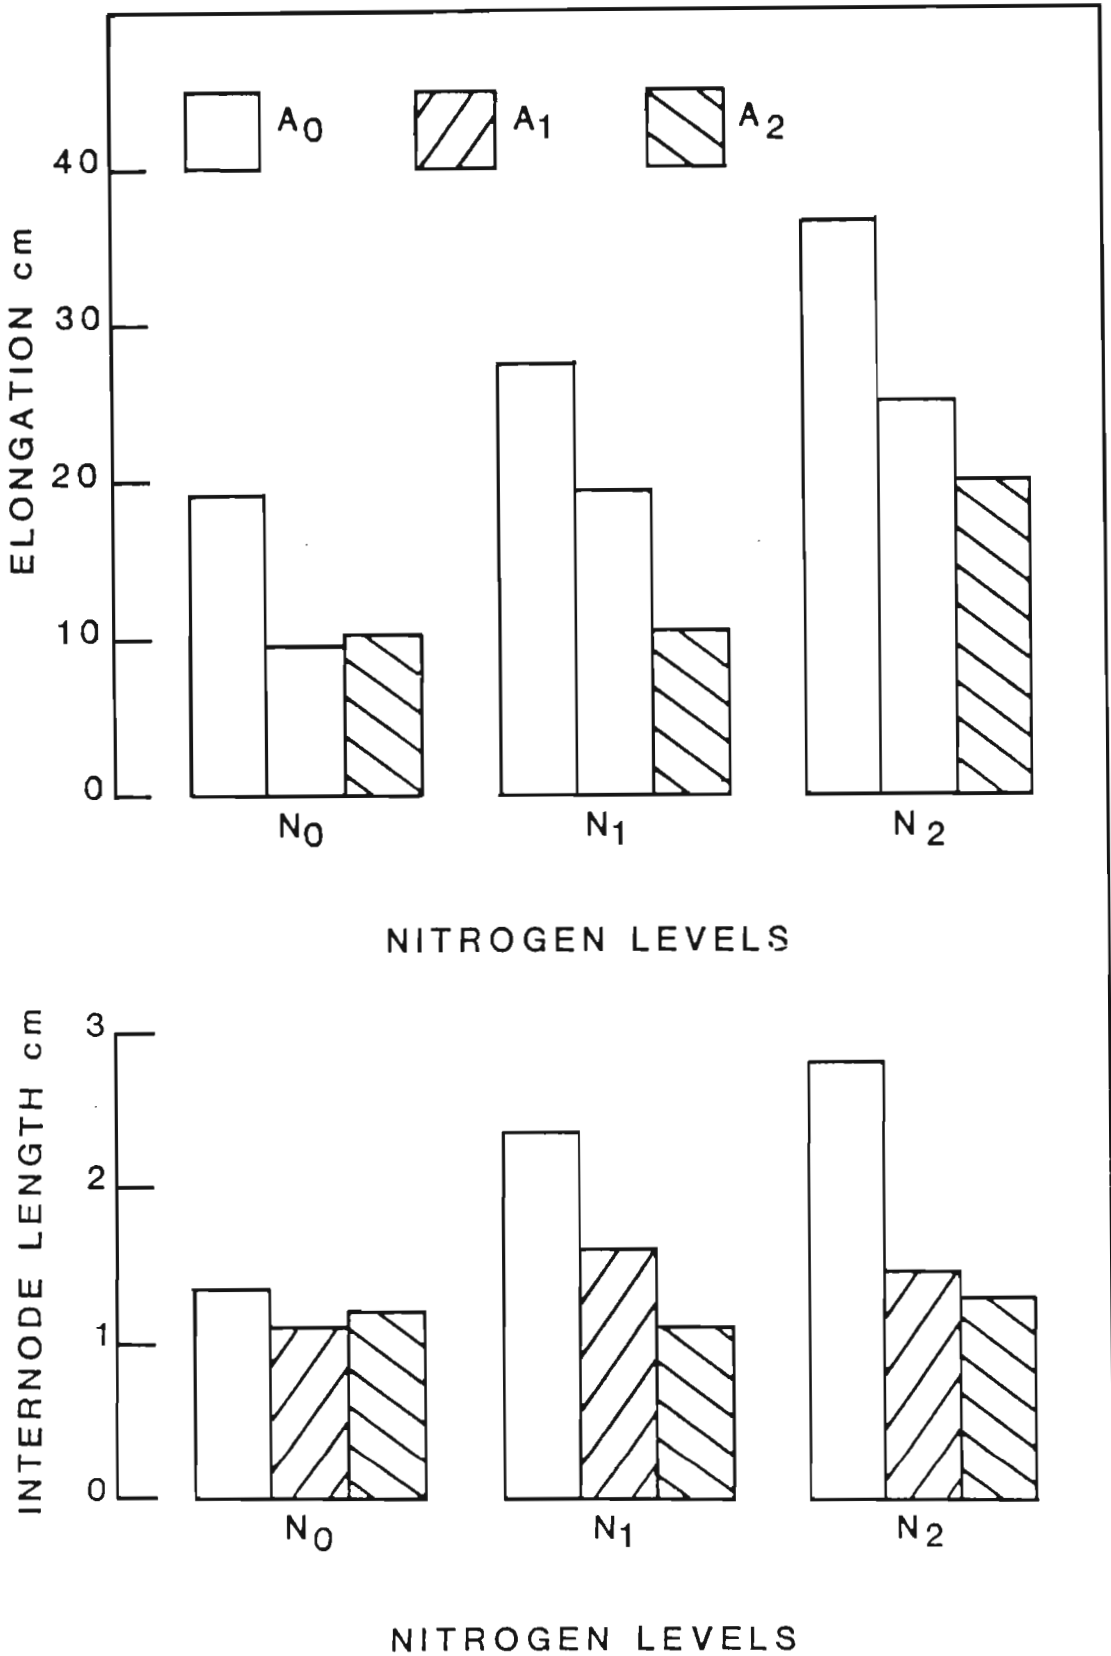 A0 A1 A2
ELONGATION cm
40
30
20
10
0
N0 N1 N2
NITROGEN LEVELS
INTERNODE LENGTH cm
3
2
1
0
N0 N1 N2
NITROGEN LEVELS